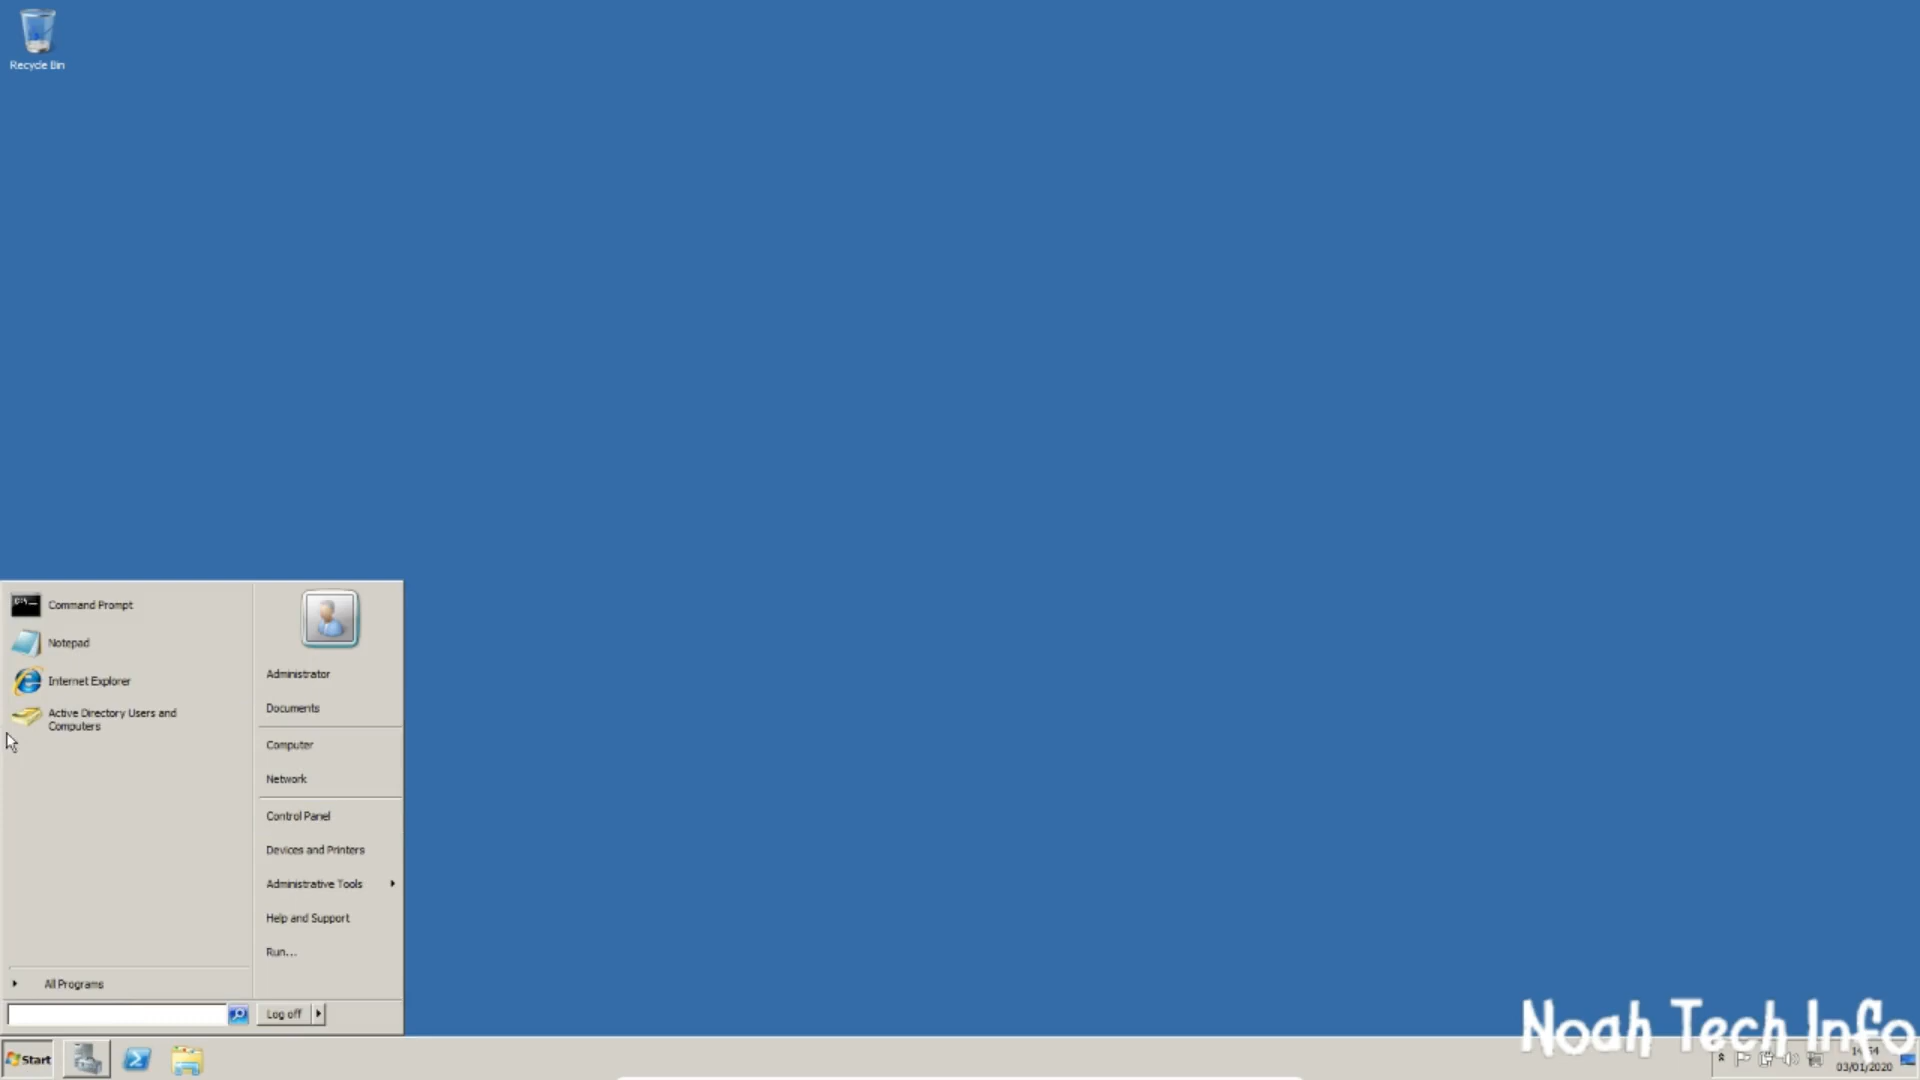 Recycle Bin
Command Prompt
Notepad
Internet Explorer
Active Directory Users and
Computers
All Programs
Administrator
Documents
Computer
Network
Control Panel
Devices and Printers
Administrative Tools
Help and Support
Run...
Log off
Start
Noah Tech Info
03/01/2020